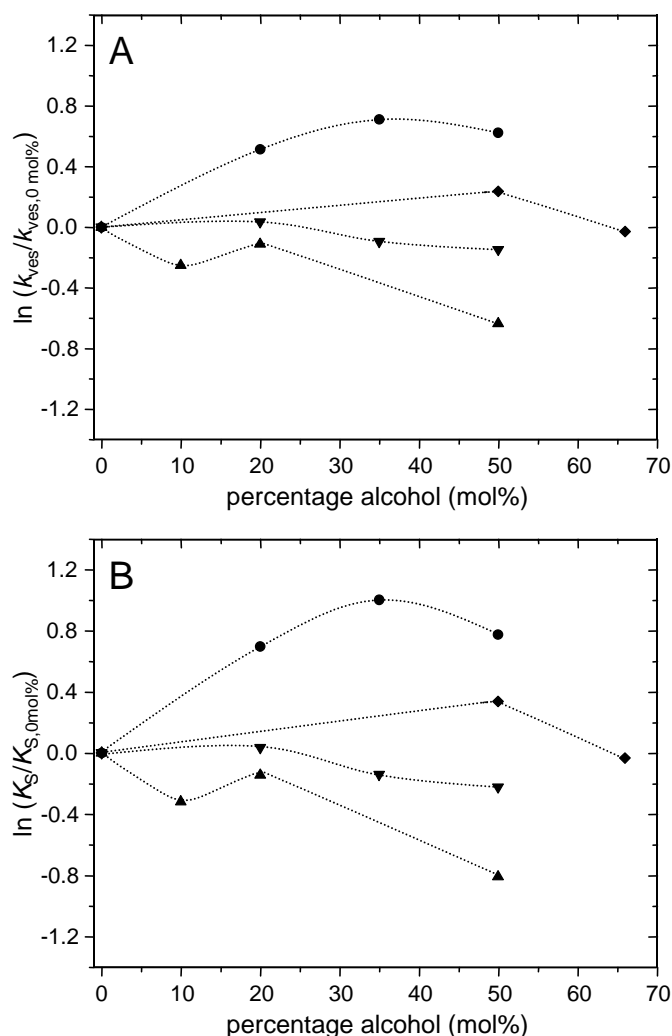 A
1.2
0.8
0.4
0.0
-0.4
-0.8
-1.2
ln (kves/kves,0 mol%)
0 10 20 30 40 50 60 70
percentage alcohol (mol%)
B
1.2
0.8
0.4
0.0
-0.4
-0.8
-1.2
ln (KS/KS,0mol%)
0 10 20 30 40 50 60 70
percentage alcohol (mol%)